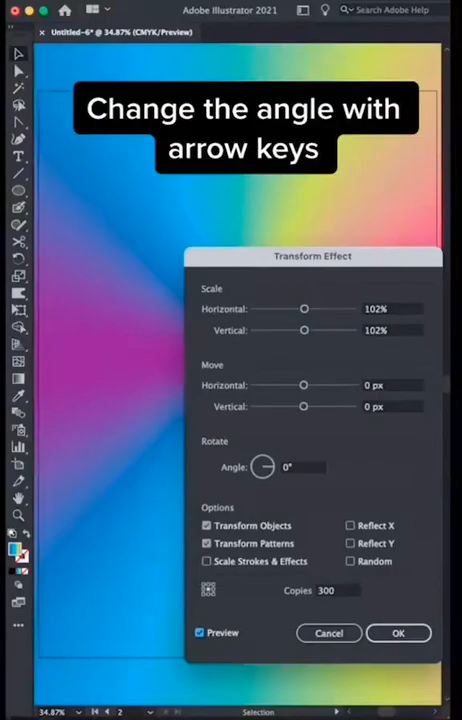 Adobe Illustrator 2021
Search Adobe Help
× Untitled-6* @ 34.87% (CMYK/Preview)
Change the angle with
arrow keys
Transform Effect
Scale
Horizontal: 102%
Vertical: 102%
Move
Horizontal: 0 px
Vertical: 0 px
Rotate
Angle: 0°
Options
Transform Objects Reflect X
Transform Patterns Reflect Y
Scale Strokes & Effects Random
Copies 300
Preview Cancel OK
34.87% 2 Selection